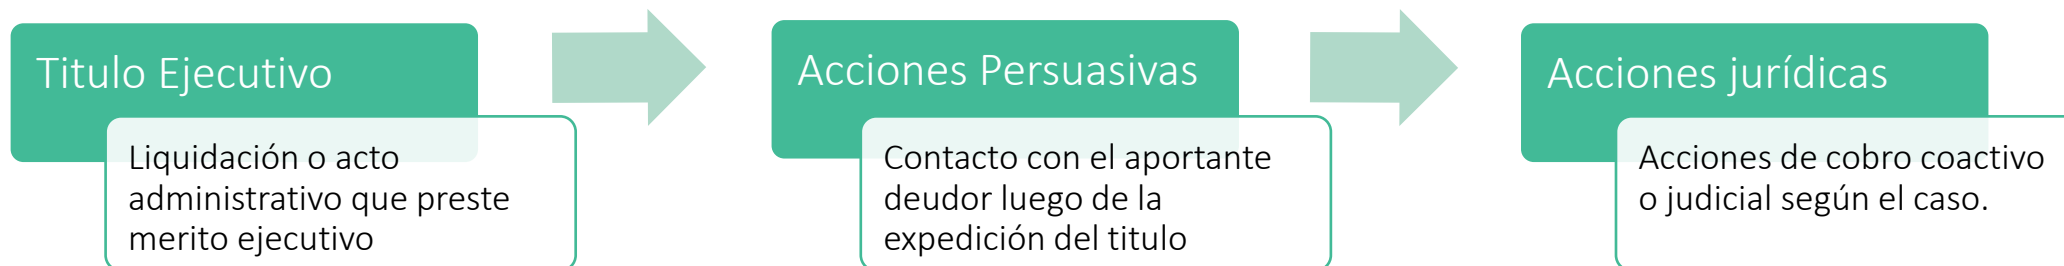 Titulo Ejecutivo
Liquidación o acto
administrativo que preste
merito ejecutivo
Acciones Persuasivas
Contacto con el aportante
deudor luego de la
expedición del titulo
Acciones jurídicas
Acciones de cobro coactivo
o judicial según el caso.